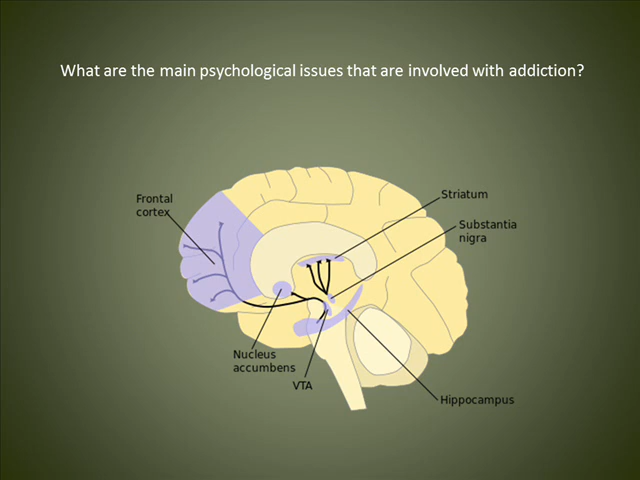 What are the main psychological issues that are involved with addiction?
Frontal
cortex
Striatum
Substantia
nigra
Nucleus
accumbens
VTA
Hippocampus